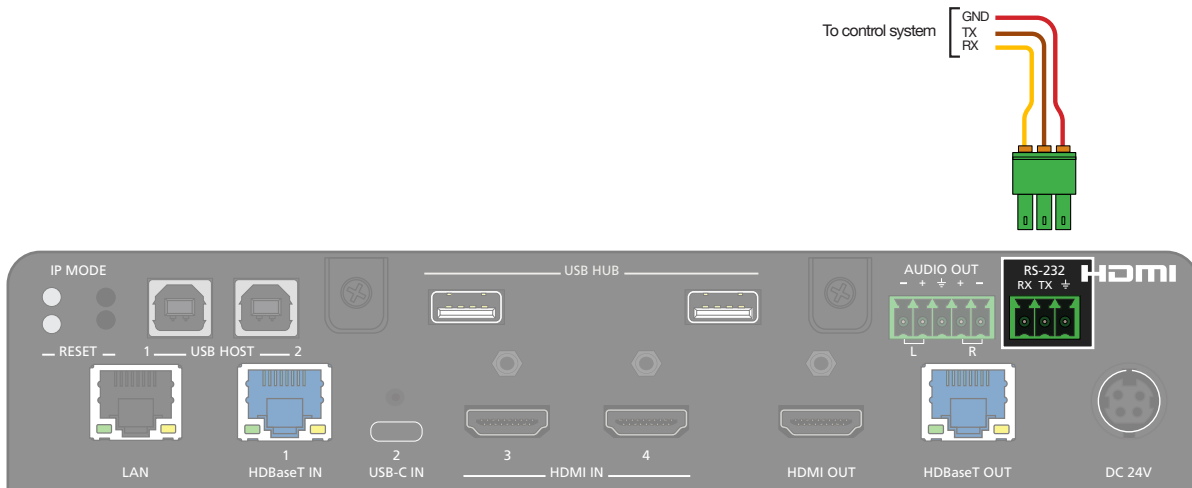 To control system
GND
TX
RX
IP MODE
USB HUB
AUDIO OUT
− + ⏚ + −
RS-232
RX TX ⏚
HDMI
L R
RESET
1 USB HOST 2
1
2
3
4
LAN
HDBaseT IN
USB-C IN
HDMI IN
HDMI OUT
HDBaseT OUT
DC 24V